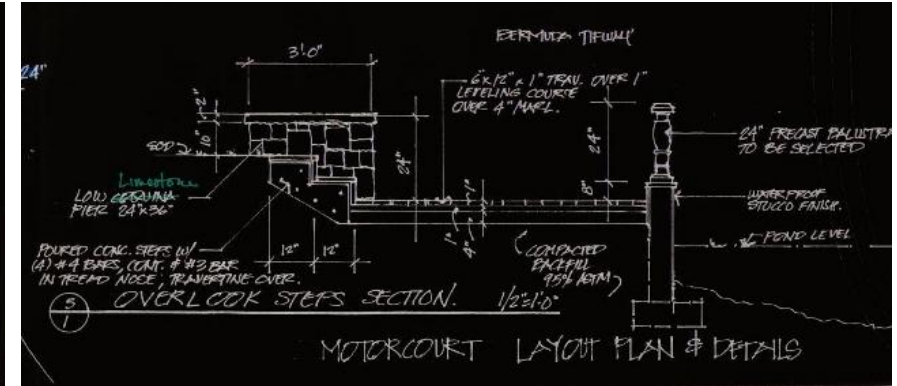 24"
BERMUDA TIFWAY
3'.0"
6"x12" x 1" TRAV. OVER 1"
LEVELING COURSE
OVER 4" MARL.
2"
10"
24"
24"
8"
24" PRECAST BALUSTRA
TO BE SELECTED
SOD
Limestone
LOW COQUINA
PIER 24"x36"
WATERPROOF
STUCCO FINISH.
POND LEVEL
1"
1"
4"
POURED CONC. STEPS W/
(4) #4 BARS, CONT. & #3 BAR
IN TREAD NOSE; TRAVERTINE OVER.
12" 12"
COMPACTED
BACKFILL
95% ASTM
S
1
OVERLOOK STEPS SECTION. 1/2"=1'.0"
MOTORCOURT LAYOUT PLAN & DETAILS